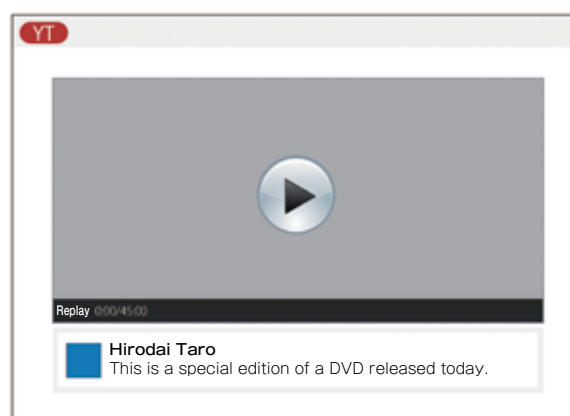 YT
Replay 0:00/45:00
Hirodai Taro
This is a special edition of a DVD released today.